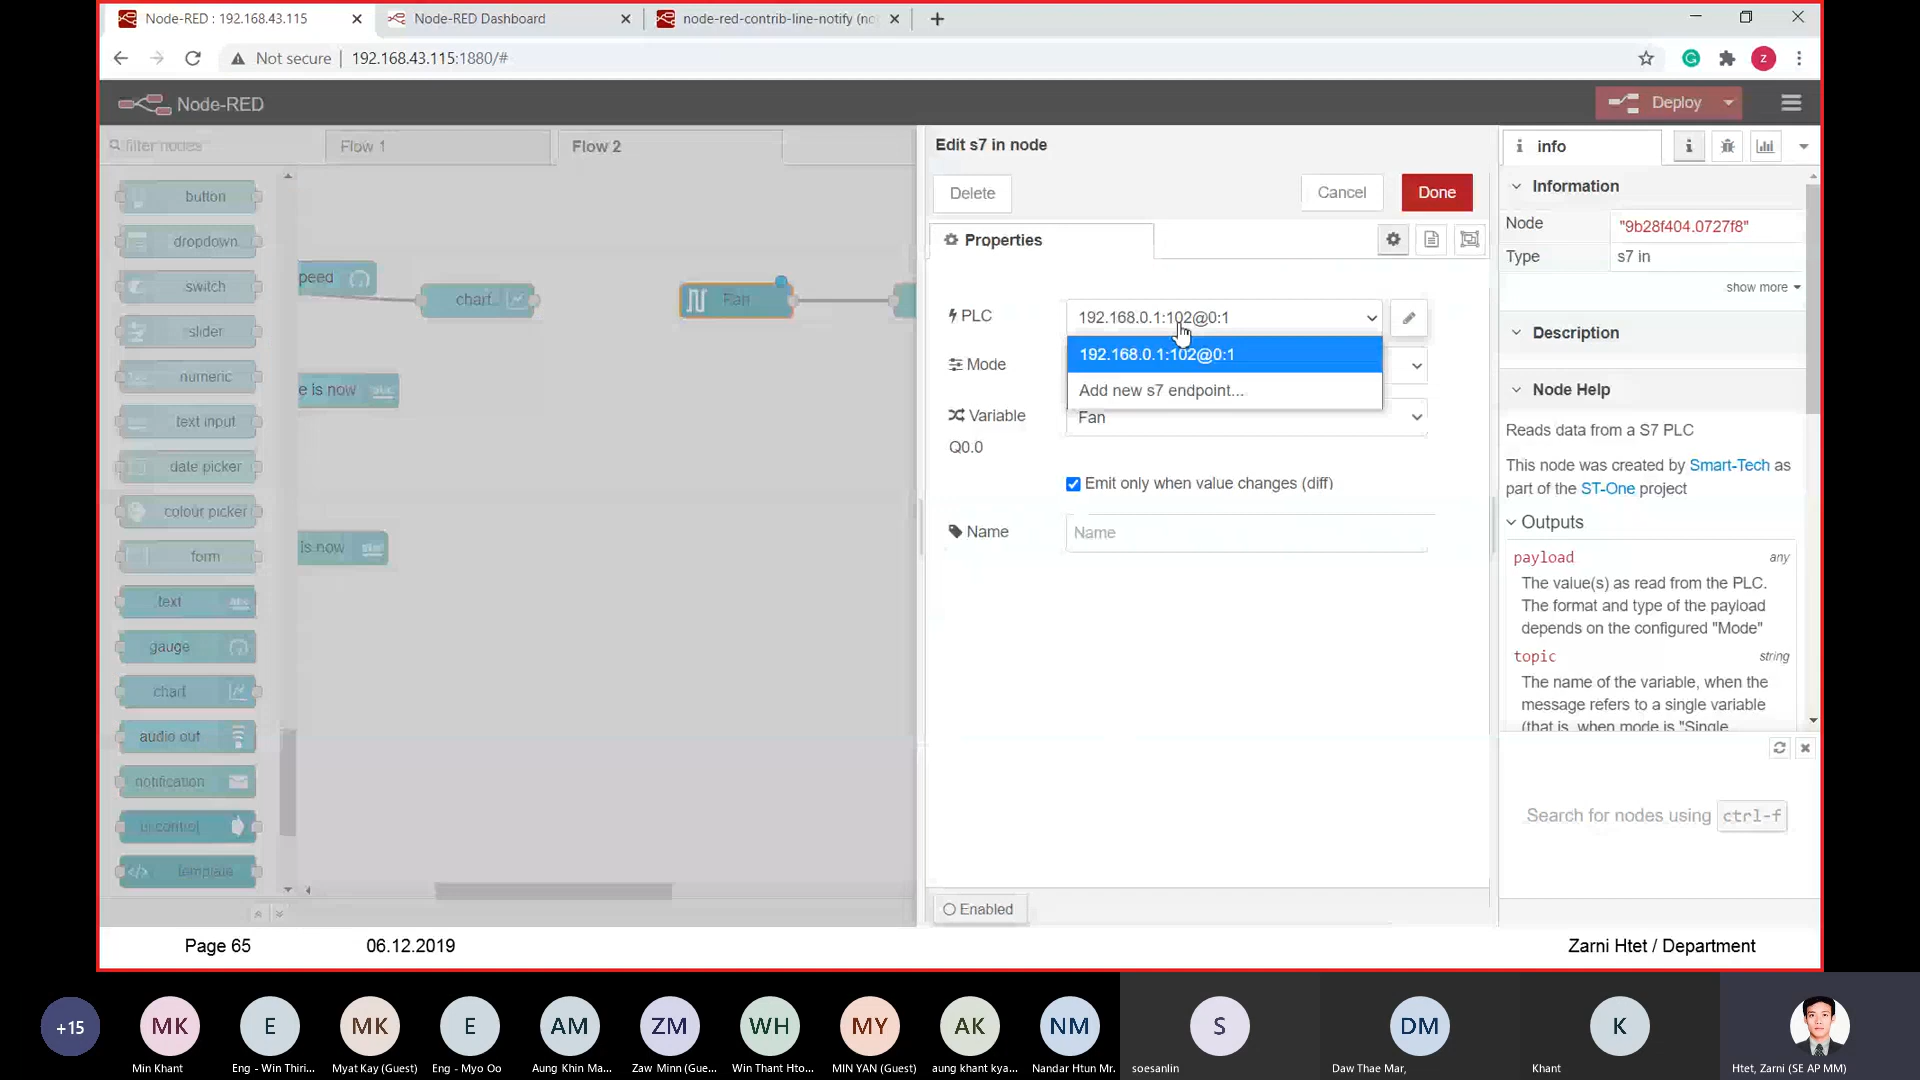 Node-RED : 192.168.43.115
Node-RED Dashboard
node-red-contrib-line-notify (no
Not secure
192.168.43.115:1880/#
Z
Node-RED
Deploy
filter nodes
Flow 1
Flow 2
button
dropdown
switch
slider
numeric
text input
date picker
colour picker
form
text
abc
gauge
chart
audio out
notification
ui control
template
peed
chart
Fan
e is now
abc
is now
Edit s7 in node
Delete
Cancel
Done
Properties
PLC
192.168.0.1:102@0:1
192.168.0.1:102@0:1
Add new s7 endpoint...
Mode
Variable
Fan
Q0.0
Emit only when value changes (diff)
Name
Name
Enabled
i info
i
Information
Node
"9b28f404.0727f8"
Type
s7 in
show more
Description
Node Help
Reads data from a S7 PLC
This node was created by Smart-Tech as
part of the ST-One project
Outputs
payload
any
The value(s) as read from the PLC.
The format and type of the payload
depends on the configured "Mode"
topic
string
The name of the variable, when the
message refers to a single variable
(that is, when mode is "Single
Search for nodes using ctrl-f
Page 65
06.12.2019
Zarni Htet / Department
+15
MK
E
MK
E
AM
ZM
WH
MY
AK
NM
S
DM
K
Min Khant
Eng - Win Thiri...
Myat Kay (Guest)
Eng - Myo Oo
Aung Khin Ma...
Zaw Minn (Gue...
Win Thant Hto...
MIN YAN (Guest)
aung khant kya...
Nandar Htun Mr.
soesanlin
Daw Thae Mar,
Khant
Htet, Zarni (SE AP MM)